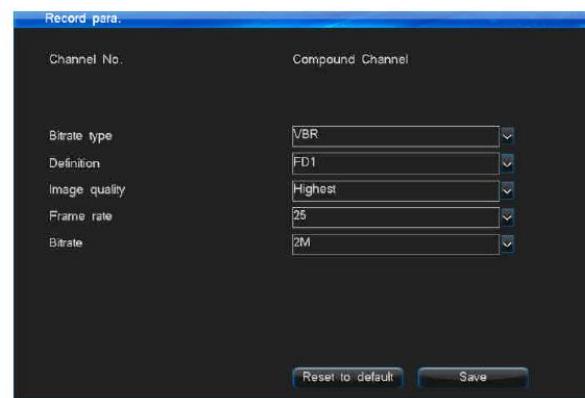 Record para.
Channel No. Compound Channel
Bitrate type VBR
Definition FD1
Image quality Highest
Frame rate 25
Bitrate 2M
Reset to default Save